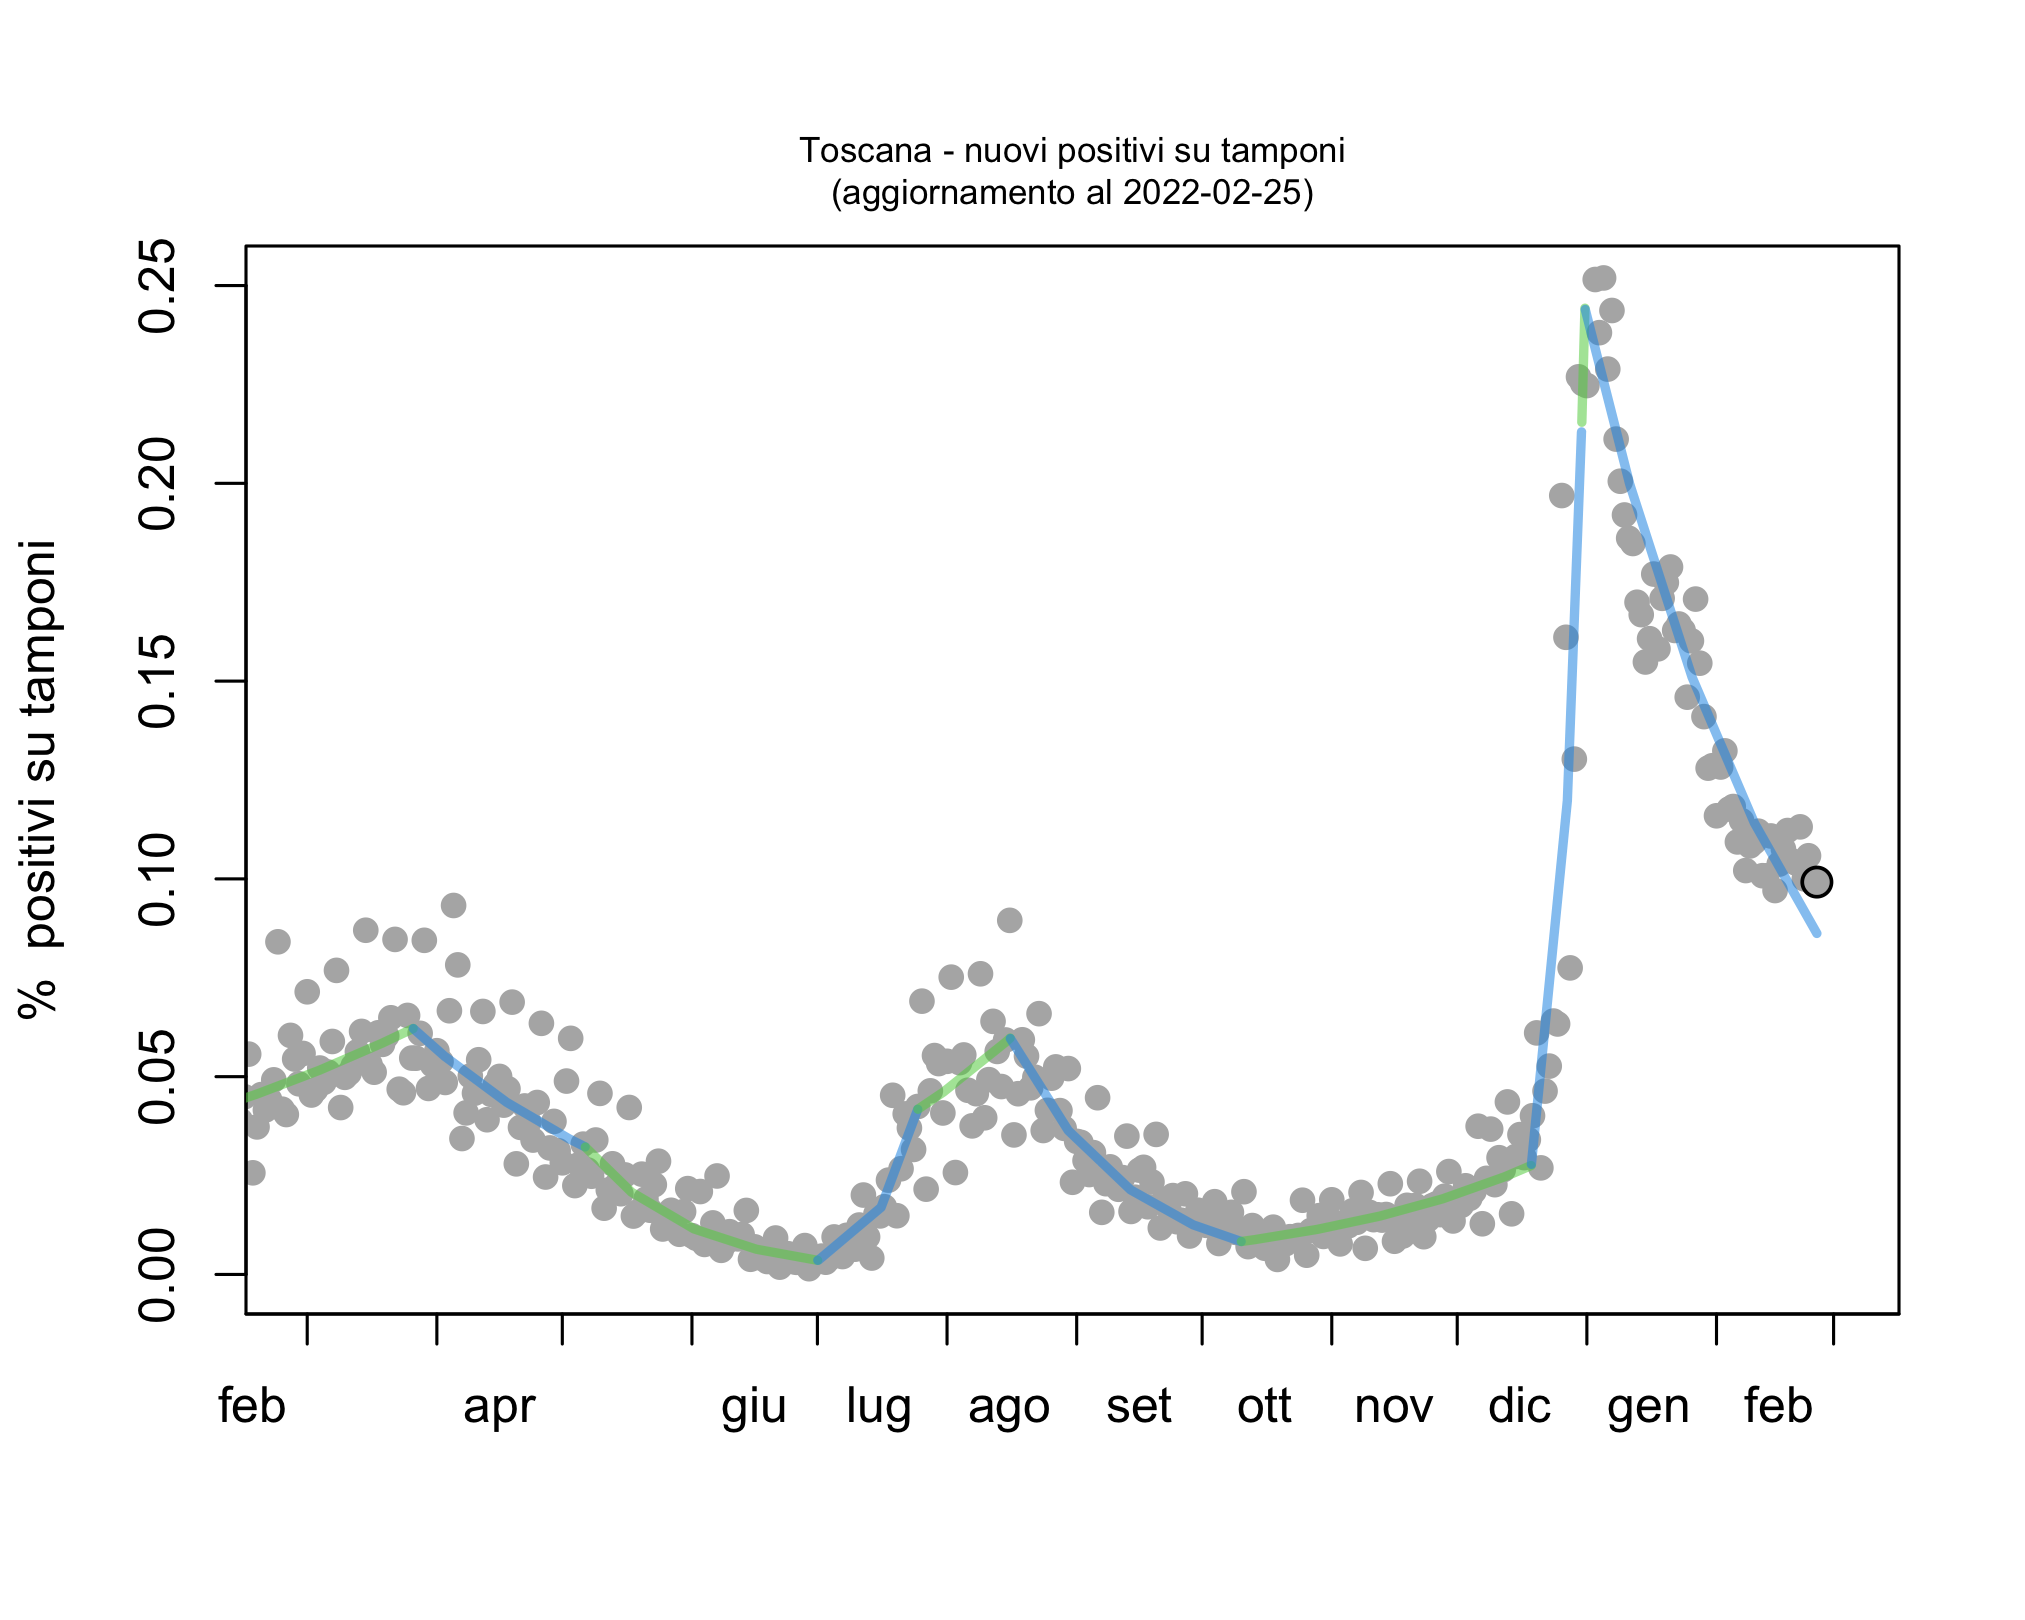 Toscana - nuovi positivi su tamponi
(aggiornamento al 2022-02-25)
% positivi su tamponi
0.25
0.20
0.15
0.10
0.05
0.00
feb apr giu lug ago set ott nov dic gen feb